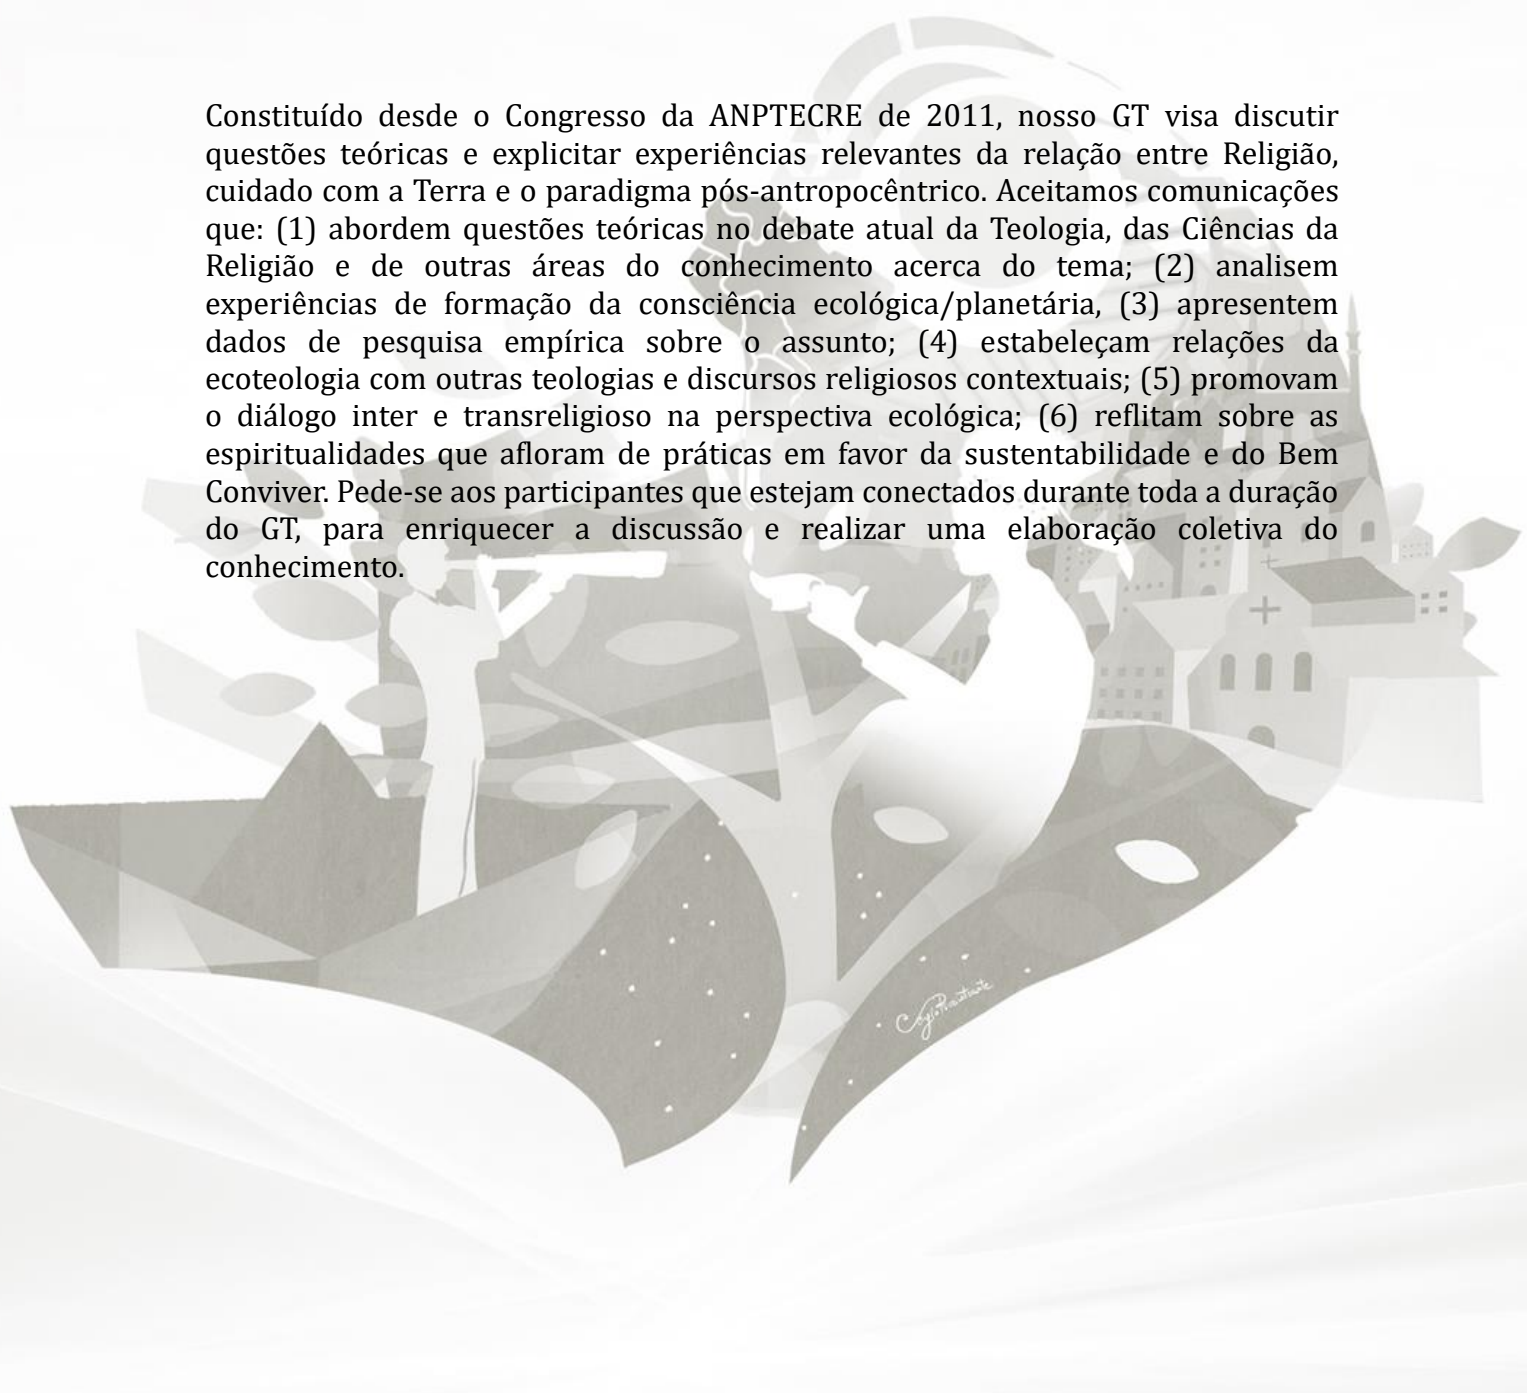 Constituído desde o Congresso da ANPTECRE de 2011, nosso GT visa discutir
questões teóricas e explicitar experiências relevantes da relação entre Religião,
cuidado com a Terra e o paradigma pós-antropocêntrico. Aceitamos comunicações
que: (1) abordem questões teóricas no debate atual da Teologia, das Ciências da
Religião e de outras áreas do conhecimento acerca do tema; (2) analisem
experiências de formação da consciência ecológica/planetária, (3) apresentem
dados de pesquisa empírica sobre o assunto; (4) estabeleçam relações da
ecoteologia com outras teologias e discursos religiosos contextuais; (5) promovam
o diálogo inter e transreligioso na perspectiva ecológica; (6) reflitam sobre as
espiritualidades que afloram de práticas em favor da sustentabilidade e do Bem
Conviver. Pede-se aos participantes que estejam conectados durante toda a duração
do GT, para enriquecer a discussão e realizar uma elaboração coletiva do
conhecimento.